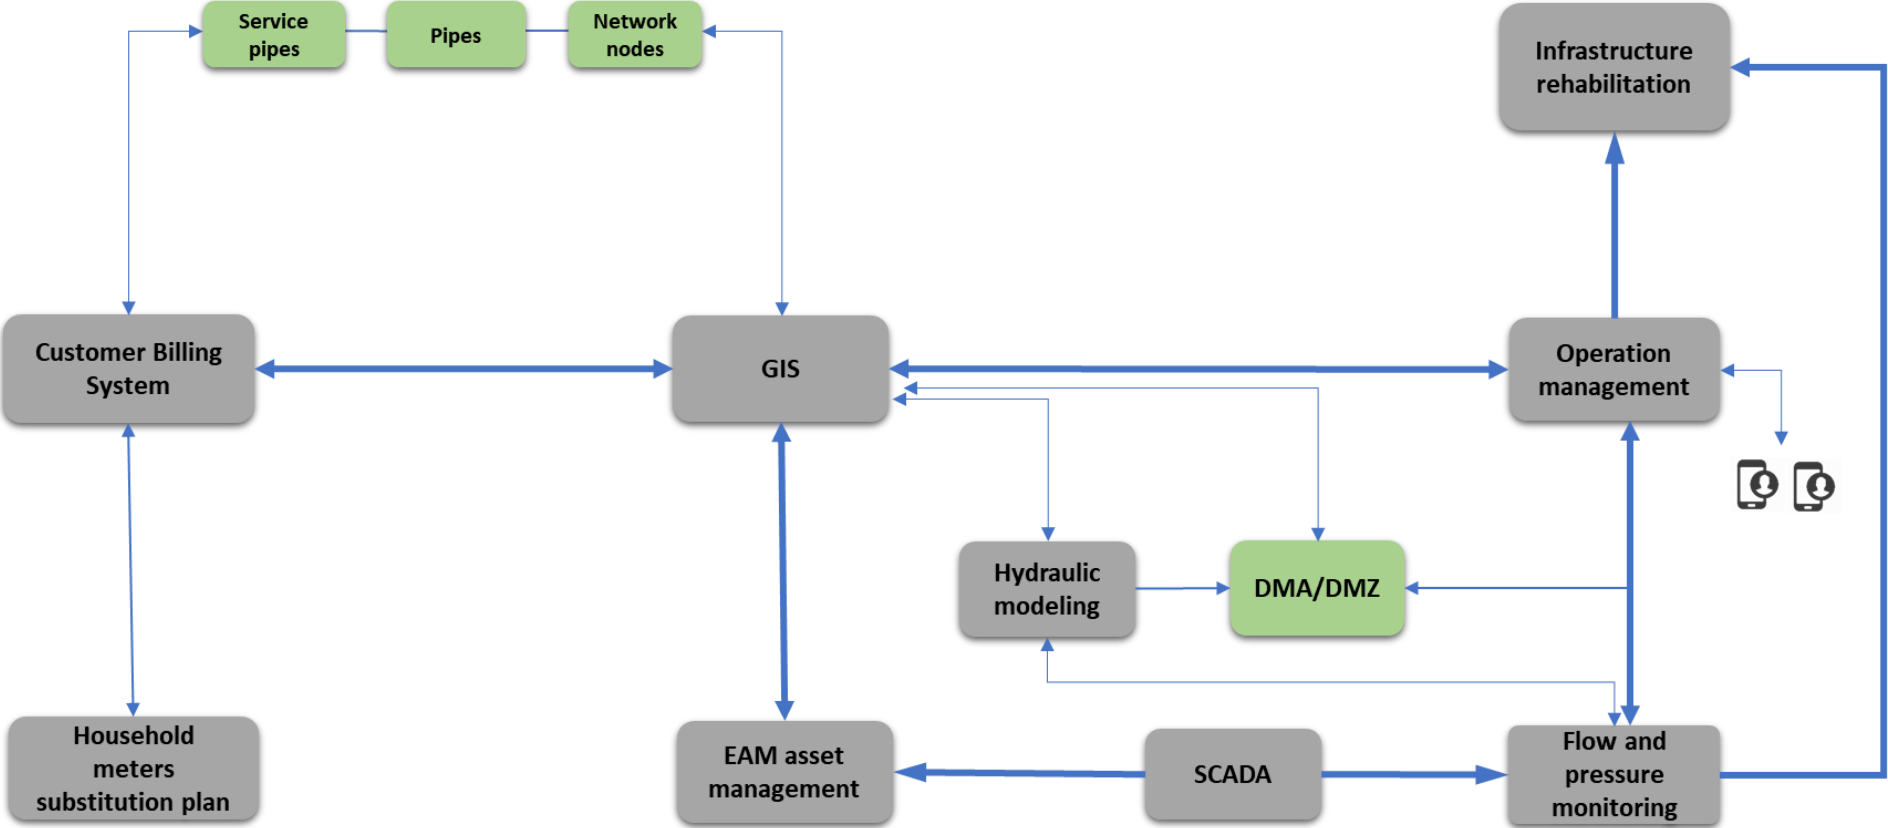 Service
pipes
Pipes
Network
nodes
Infrastructure
rehabilitation
Customer Billing
System
GIS
Operation
management
Hydraulic
modeling
DMA/DMZ
Household
meters
substitution plan
EAM asset
management
SCADA
Flow and
pressure
monitoring